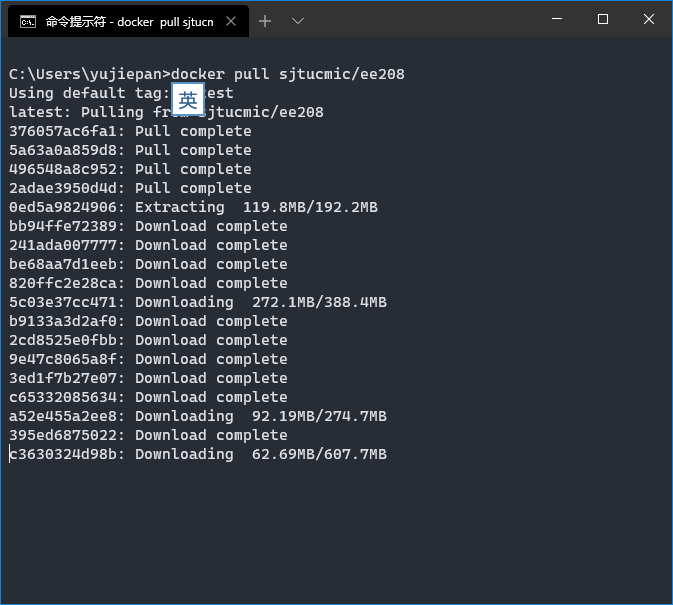 命令提示符 - docker pull sjtucn
C:\Users\yujiepan>docker pull sjtucmic/ee208
Using default tag: test
英
latest: Pulling from sjtucmic/ee208
376057ac6fa1: Pull complete
5a63a0a859d8: Pull complete
496548a8c952: Pull complete
2adae3950d4d: Pull complete
0ed5a9824906: Extracting 119.8MB/192.2MB
bb94ffe72389: Download complete
241ada007777: Download complete
be68aa7d1eeb: Download complete
820ffc2e28ca: Download complete
5c03e37cc471: Downloading 272.1MB/388.4MB
b9133a3d2af0: Download complete
2cd8525e0fbb: Download complete
9e47c8065a8f: Download complete
3ed1f7b27e07: Download complete
c65332085634: Download complete
a52e455a2ee8: Downloading 92.19MB/274.7MB
395ed6875022: Download complete
c3630324d98b: Downloading 62.69MB/607.7MB